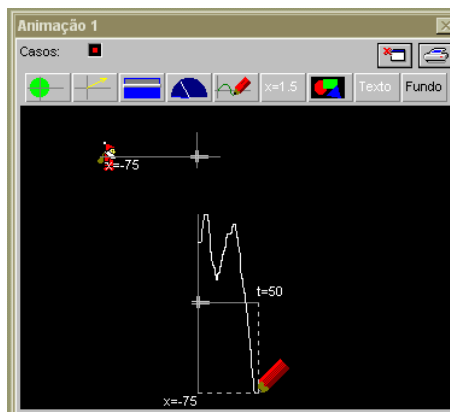 Animação 1
Casos:
x=1.5
Texto
Fundo
x=-75
t=50
x=-75